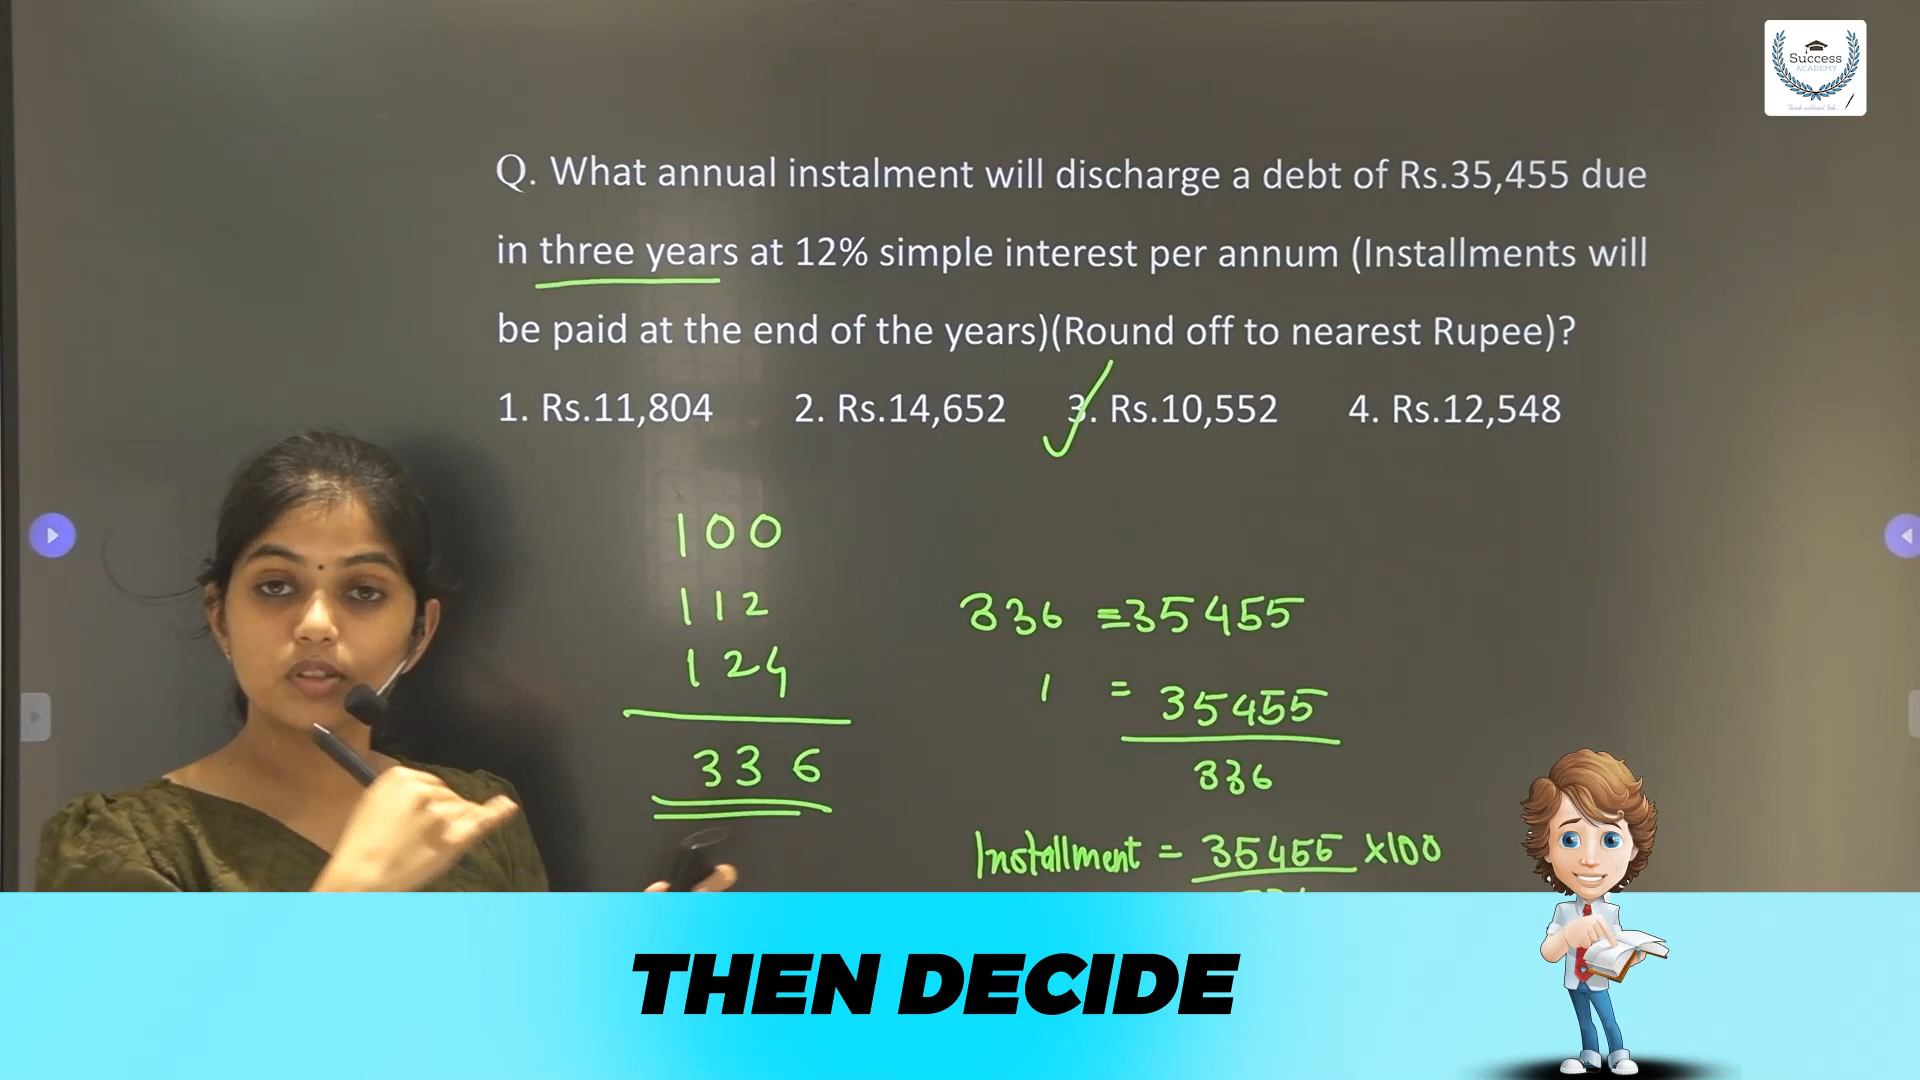 Success
ACADEMY
Q. What annual instalment will discharge a debt of Rs.35,455 due
in three years at 12% simple interest per annum (Installments will
be paid at the end of the years)(Round off to nearest Rupee)?
1. Rs.11,804 2. Rs.14,652 3. Rs.10,552 4. Rs.12,548
100
112
124
336
336 = 35455
1 = 35455
336
Installment = 35455 ×100
THEN DECIDE